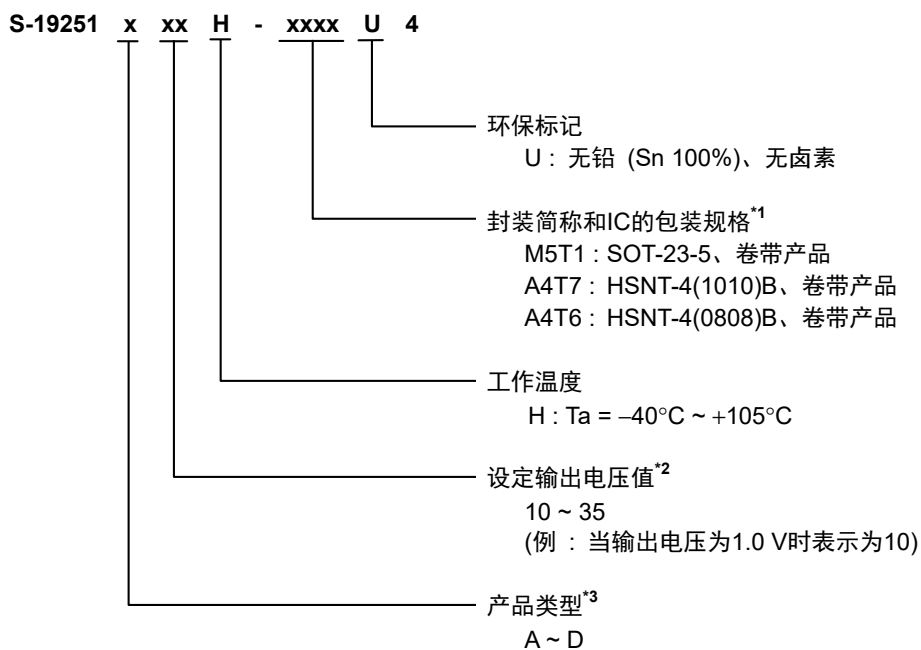 S-19251 x xx H - xxxx U 4
环保标记
U : 无铅 (Sn 100%)、无卤素
封装简称和IC的包装规格*1
M5T1 : SOT-23-5、卷带产品
A4T7 : HSNT-4(1010)B、卷带产品
A4T6 : HSNT-4(0808)B、卷带产品
工作温度
H : Ta = −40°C ~ +105°C
设定输出电压值*2
10 ~ 35
(例 : 当输出电压为1.0 V时表示为10)
产品类型*3
A ~ D